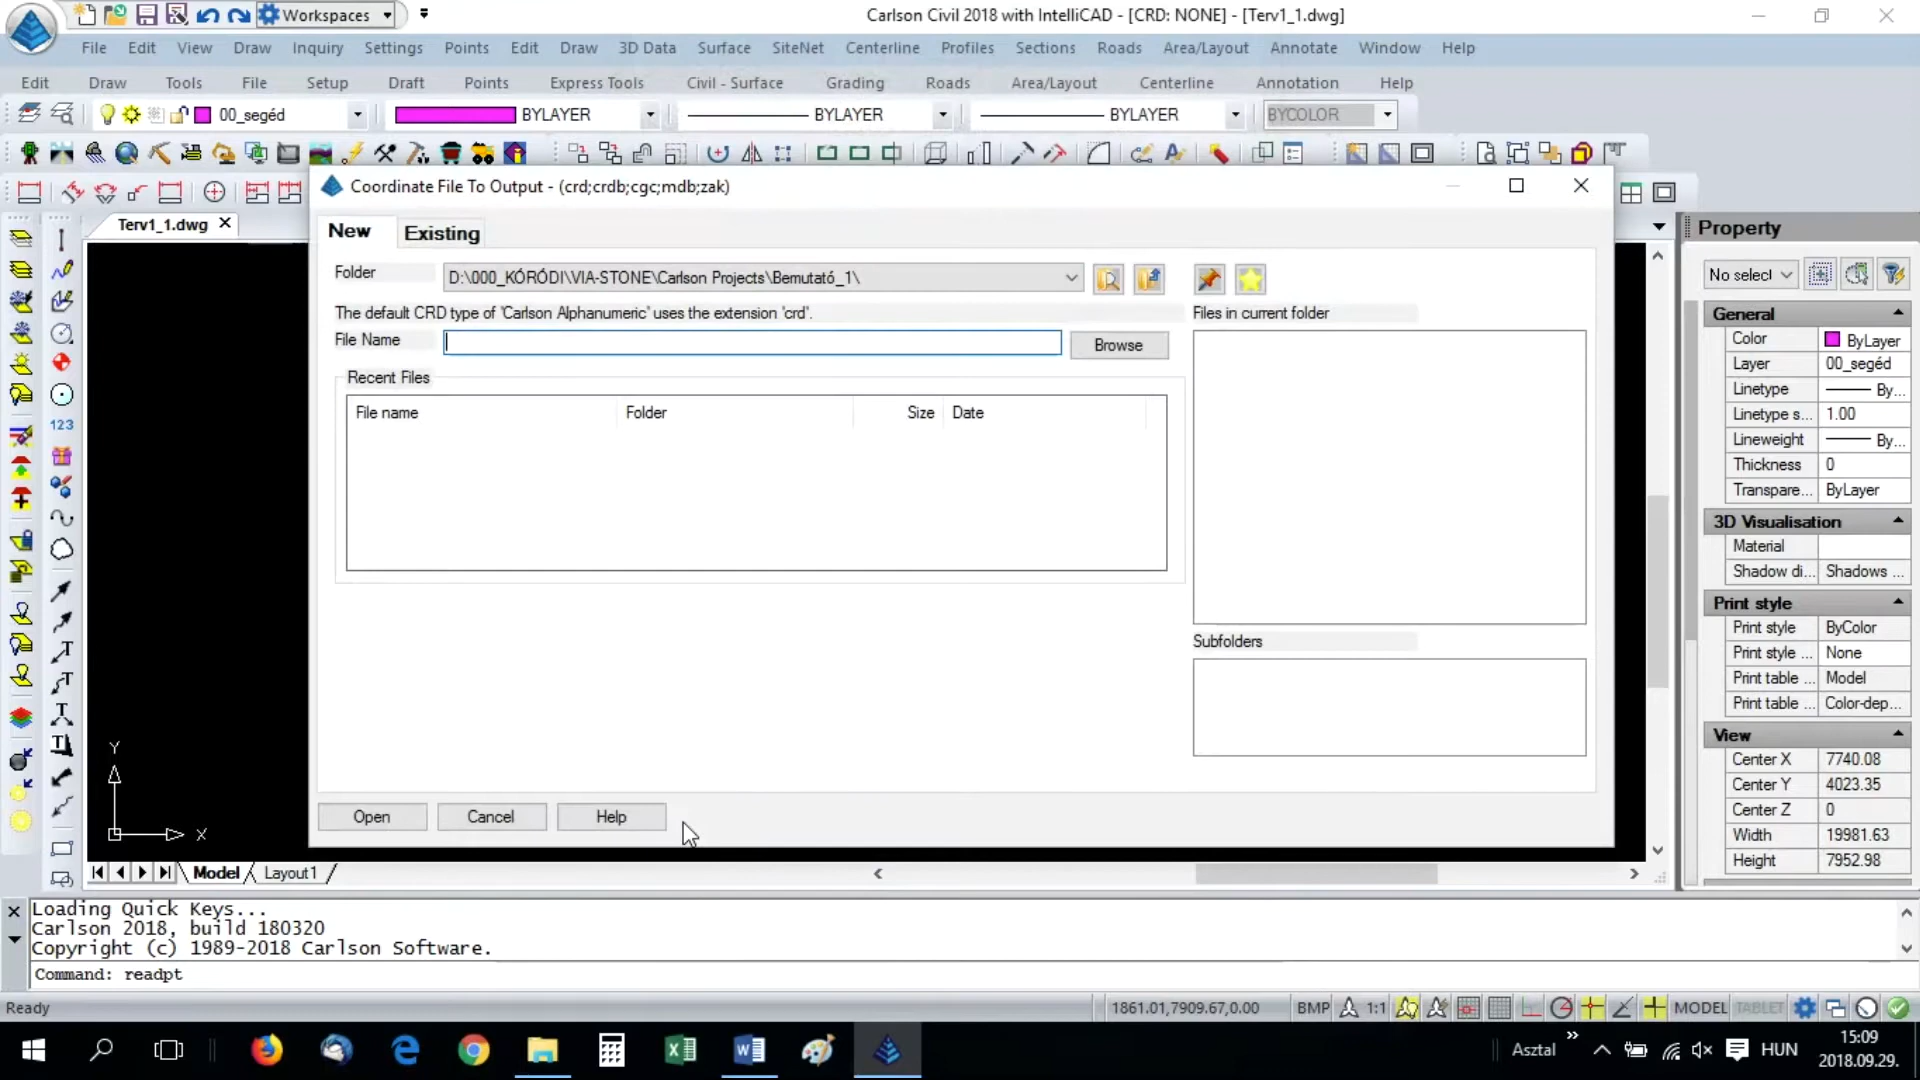 Workspaces
Carlson Civil 2018 with IntelliCAD - [CRD: NONE] - [Terv1_1.dwg]
File Edit View Draw Inquiry Settings Points Edit Draw 3D Data Surface SiteNet Centerline Profiles Sections Roads Area/Layout Annotate Window Help
Edit Draw Tools File Setup Draft Points Express Tools Civil - Surface Grading Roads Area/Layout Centerline Annotation Help
00_segéd BYLAYER BYLAYER BYLAYER BYCOLOR
Coordinate File To Output - (crd;crdb;cgc;mdb;zak)
Terv1_1.dwg
New Existing
Folder D:\000_KÓRÓDI\VIA-STONE\Carlson Projects\Bemutató_1\
The default CRD type of 'Carlson Alphanumeric' uses the extension 'crd'.
File Name Browse
Recent Files
File name Folder Size Date
Files in current folder
Subfolders
Open Cancel Help
123
Y
X
Model Layout1
Property
No selecl
General
Color ByLayer
Layer 00_segéd
Linetype By...
Linetype s... 1.00
Lineweight By...
Thickness 0
Transpare... ByLayer
3D Visualisation
Material
Shadow di... Shadows ...
Print style
Print style ByColor
Print style ... None
Print table ... Model
Print table ... Color-dep...
View
Center X 7740.08
Center Y 4023.35
Center Z 0
Width 19981.63
Height 7952.98
Loading Quick Keys...
Carlson 2018, build 180320
Copyright (c) 1989-2018 Carlson Software.
Command: readpt
Ready 1861.01,7909.67,0.00 BMP 1:1 MODEL TABLET
Asztal HUN 15:09
2018.09.29.